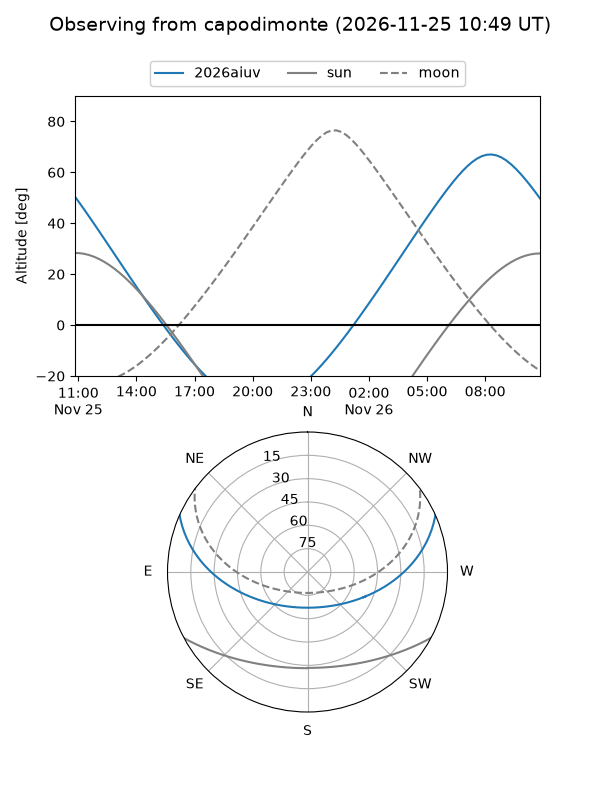 Observing from capodimonte (2026-11-25 10:49 UT)
2026aiuv sun moon
Altitude [deg]
80
60
40
20
0
−20
11:00 14:00 17:00 20:00 23:00 02:00 05:00 08:00
Nov 25 Nov 26
N
NE NW
15
30
45
60
75
E W
SE SW
S